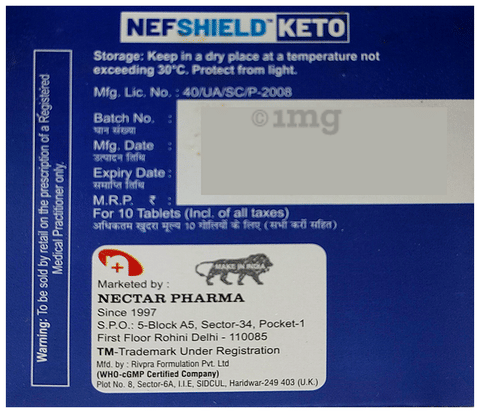 NEFSHIELD™ KETO
Storage: Keep in a dry place at a temperature not
exceeding 30°C. Protect from light.
Mfg. Lic. No. : 40/UA/SC/P-2008
Batch No. :
घान संख्या
Mfg. Date :
उत्पादन तिथि
Expiry Date :
समाप्ति तिथि
M.R.P. ₹ :
For 10 Tablets (Incl. of all taxes)
अधिकतम खुदरा मूल्य 10 गोलियों के लिए (सभी करों सहित)
©1mg
Warning: To be sold by retail on the prescription of a Registered
Medical Practitioner only.
n
MAKE IN INDIA
Marketed by :
NECTAR PHARMA
Since 1997
S.P.O.: 5-Block A5, Sector-34, Pocket-1
First Floor Rohini Delhi - 110085
TM-Trademark Under Registration
Mfd. by : Rivpra Formulation Pvt. Ltd
(WHO-cGMP Certified Company)
Plot No. 8, Sector-6A, I.I.E, SIDCUL, Haridwar-249 403 (U.K.)